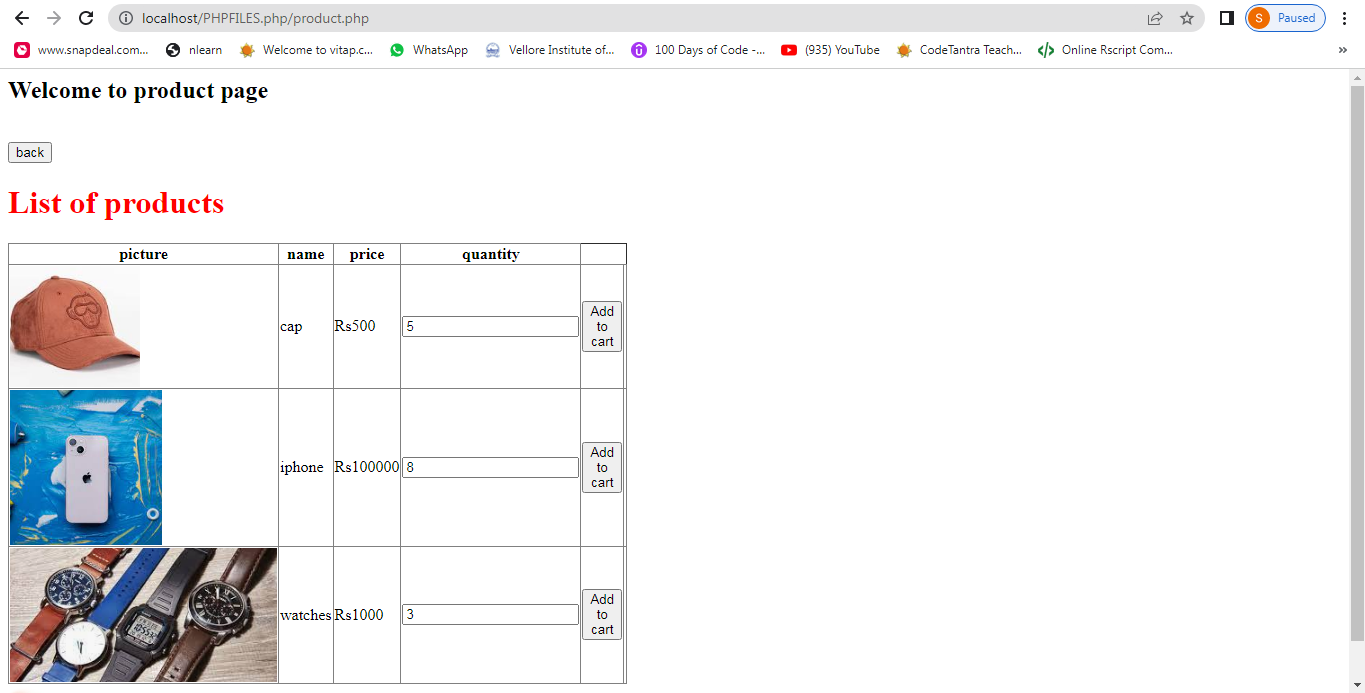 localhost/PHPFILES.php/product.php
S Paused
www.snapdeal.com... nlearn Welcome to vitap.c... WhatsApp Vellore Institute of... 100 Days of Code -... (935) YouTube CodeTantra Teach... Online Rscript Com... »
Welcome to product page
back
List of products
picture name price quantity
cap Rs500 5 Add to cart
iphone Rs100000 8 Add to cart
watches Rs1000 3 Add to cart